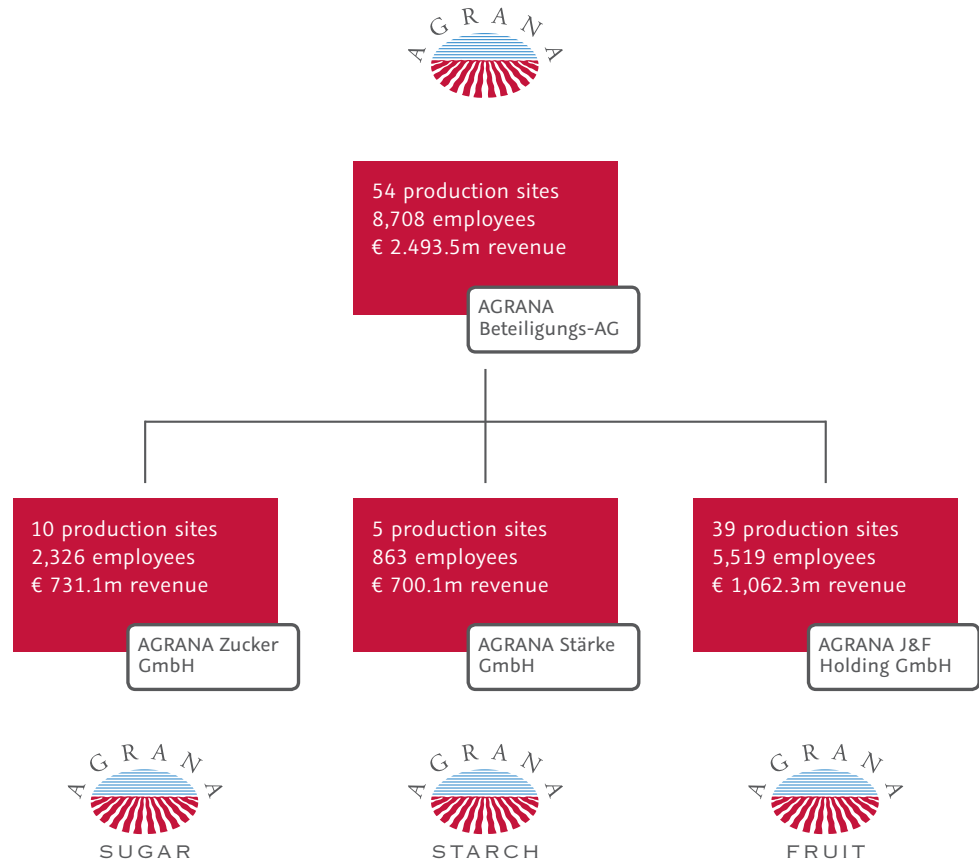 AGRANA
54 production sites
8,708 employees
€ 2.493.5m revenue
AGRANA
Beteiligungs-AG
10 production sites
2,326 employees
€ 731.1m revenue
AGRANA Zucker
GmbH
5 production sites
863 employees
€ 700.1m revenue
AGRANA Stärke
GmbH
39 production sites
5,519 employees
€ 1,062.3m revenue
AGRANA J&F
Holding GmbH
AGRANA
SUGAR
AGRANA
STARCH
AGRANA
FRUIT